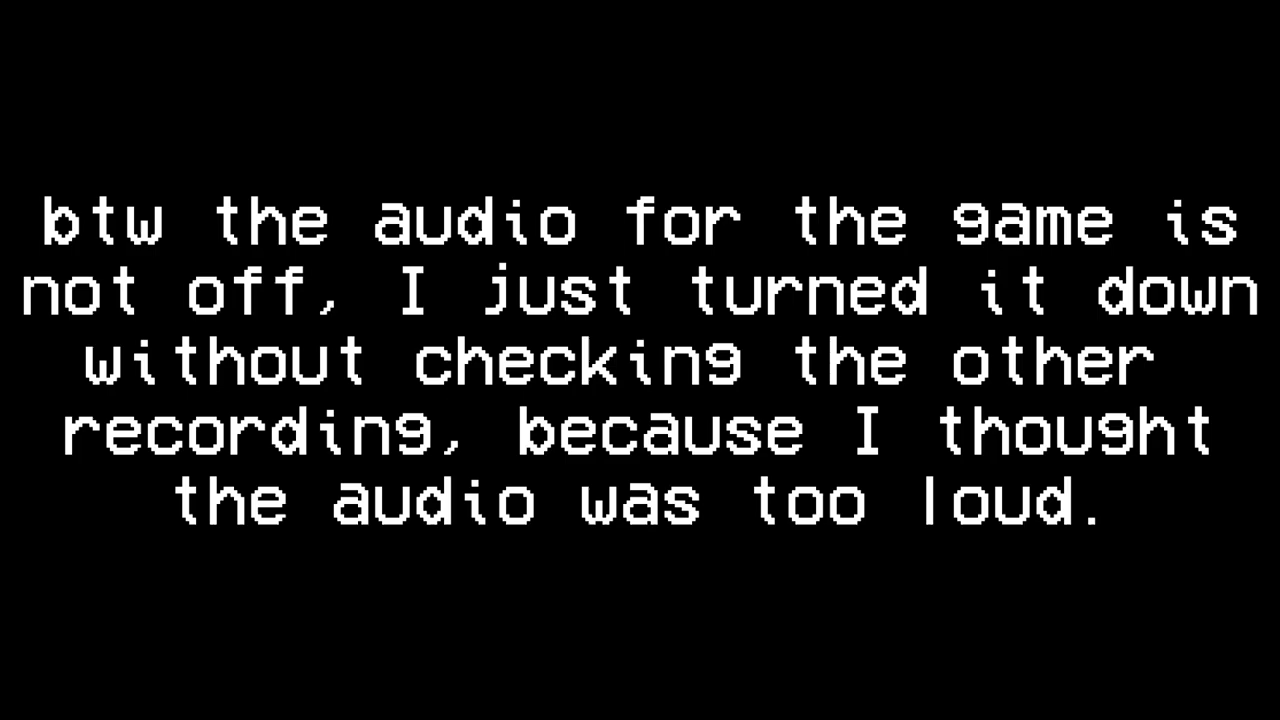 btw the audio for the game is
not off, I just turned it down
without checking the other
recording, because I thought
the audio was too loud.